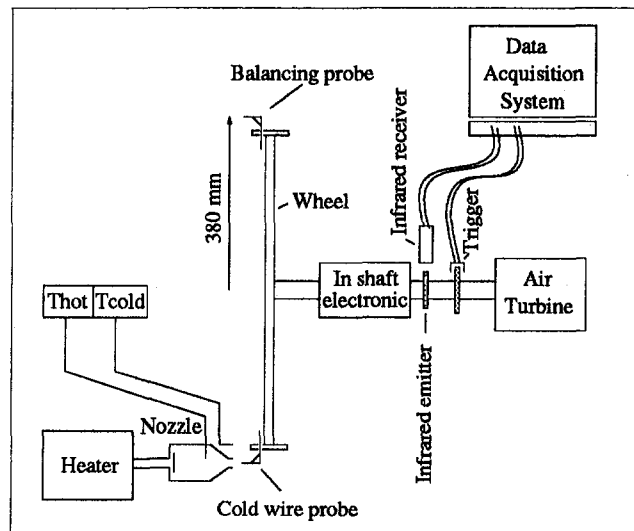 Data
Acquisition
System
Balancing probe
Infrared receiver
380 mm
Wheel
Trigger
In shaft
electronic
Air
Turbine
Thot
Tcold
Nozzle
Heater
Infrared emitter
Cold wire probe